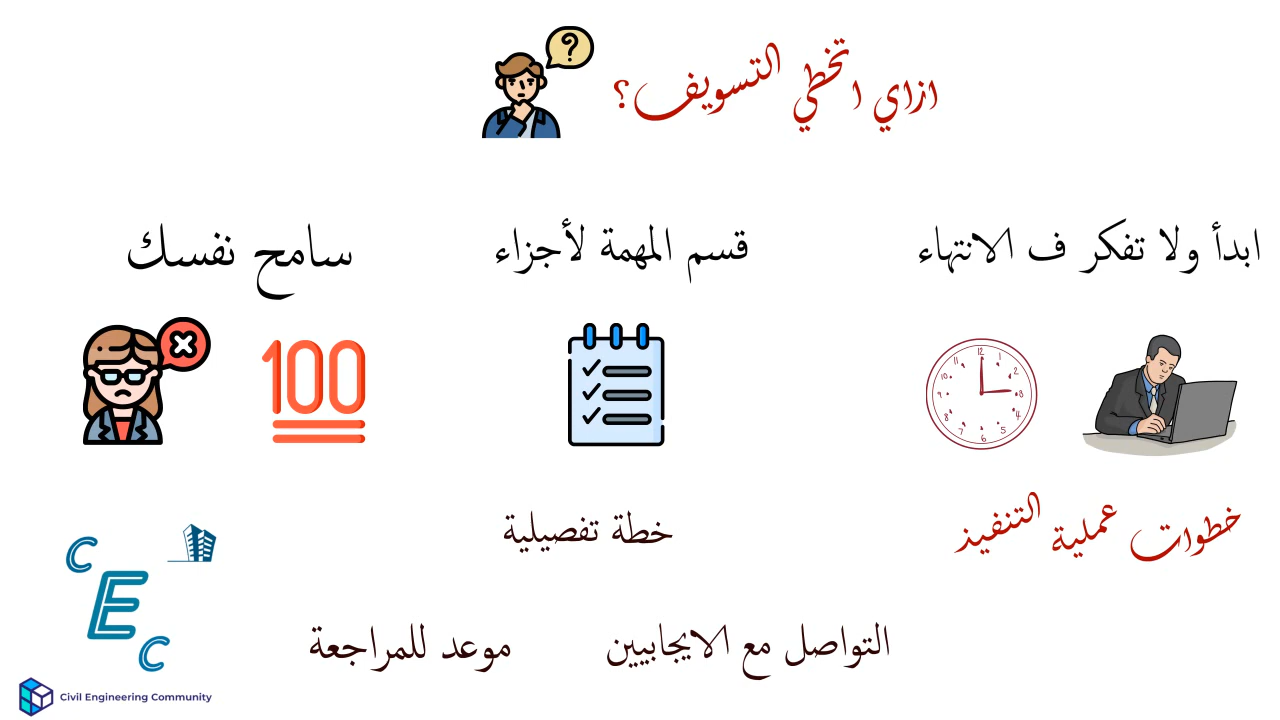 ازاي اتخطي التسويف؟
ابدأ ولا تفكر ف الانتهاء
قسم المهمة لأجزاء
سامح نفسك
100
خطوات عملية التنفيذ
خطة تفصيلية
التواصل مع الايجابيين
موعد للمراجعة
C
E
C
Civil Engineering Community